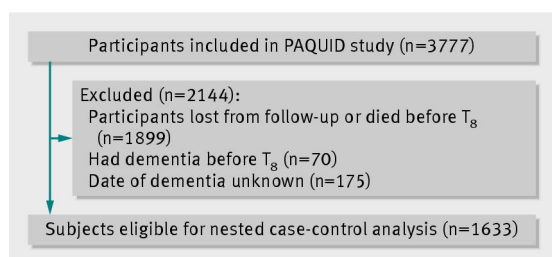 Participants included in PAQUID study (n=3777)
Excluded (n=2144):
Participants lost from follow-up or died before T₈
(n=1899)
Had dementia before T₈ (n=70)
Date of dementia unknown (n=175)
Subjects eligible for nested case-control analysis (n=1633)